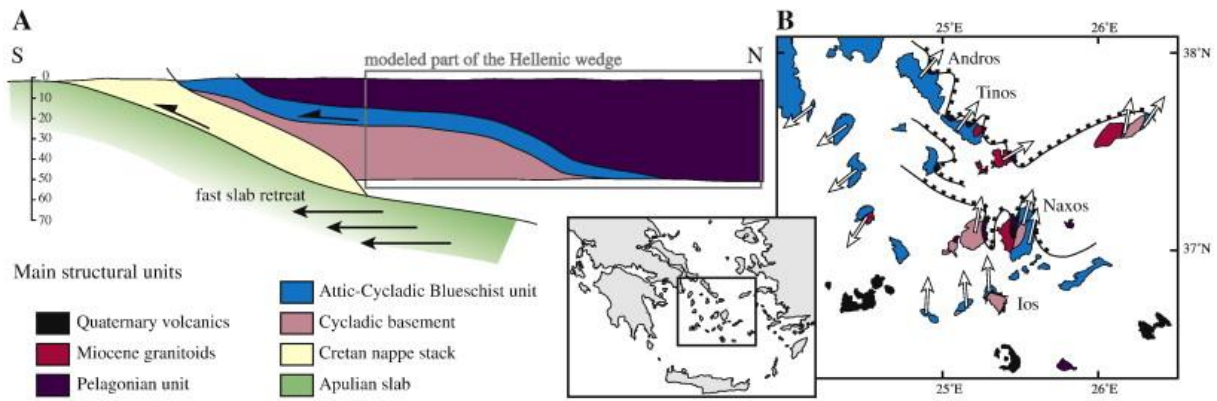 A
S
modeled part of the Hellenic wedge
N
0
10
20
30
40
50
60
70
fast slab retreat
Main structural units
Quaternary volcanics
Miocene granitoids
Pelagonian unit
Attic-Cycladic Blueschist unit
Cycladic basement
Cretan nappe stack
Apulian slab
B
25°E
26°E
38°N
Andros
Tinos
Naxos
37°N
Ios
25°E
26°E